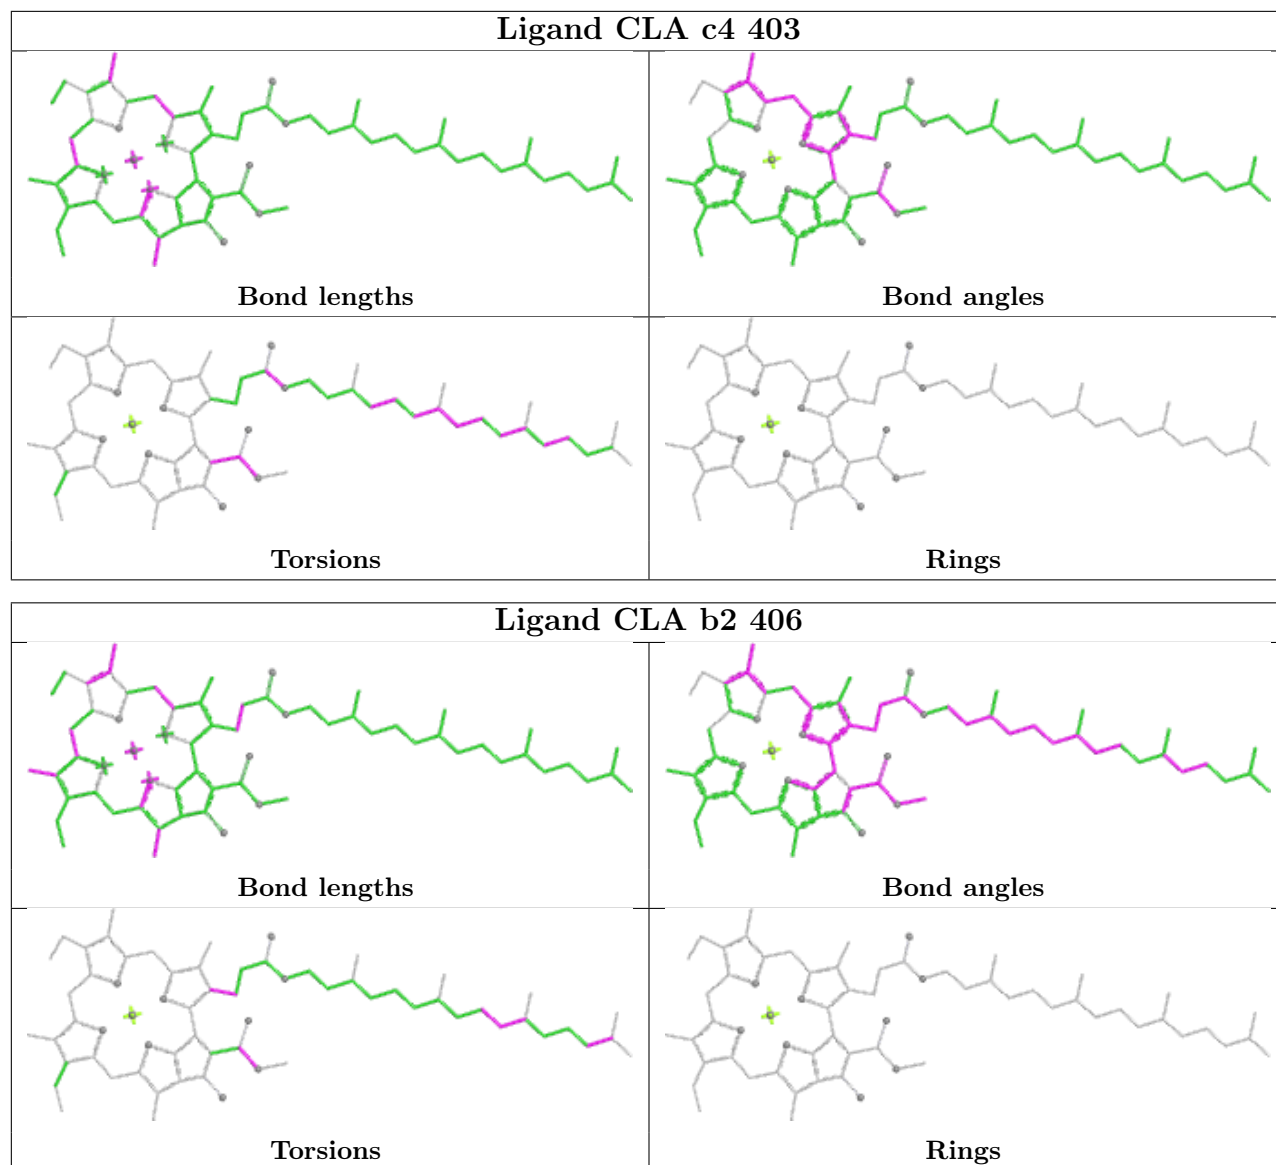 Ligand CLA c4 403
Bond lengths
Bond angles
Torsions
Rings
Ligand CLA b2 406
Bond lengths
Bond angles
Torsions
Rings